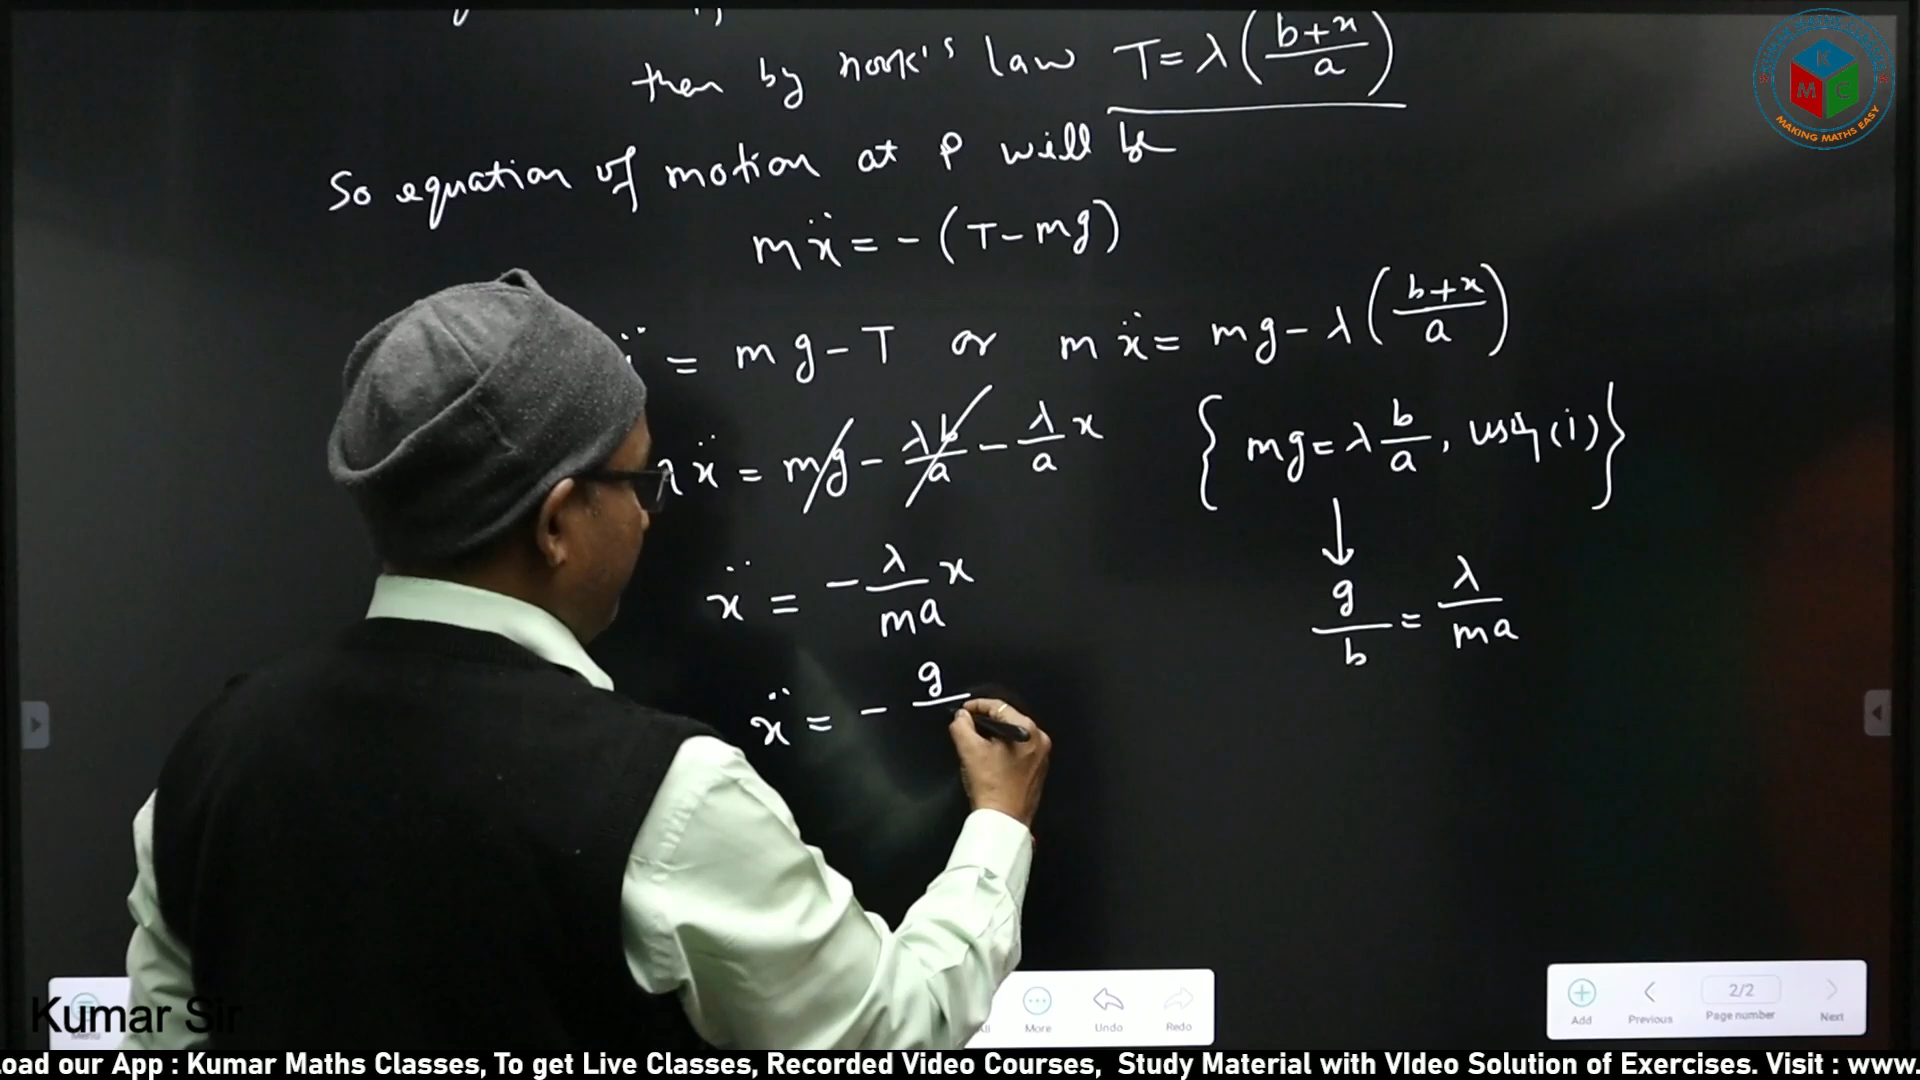 then by Hook's law T = λ(b+x/a)
So equation of motion at P will be
mẍ = - (T - mg)
= mg - T or mẍ = mg - λ(b+x/a)
ẍ = mg - λb/a - λ/a x {mg = λ b/a, using (i)}
ẍ = - λ/ma x
g/b = λ/ma
ẍ = - g
K
M C
MAKING MATHS EASY
Kumar Sir
More
Undo
Redo
Add
Previous
2/2
Page number
Next
oad our App : Kumar Maths Classes, To get Live Classes, Recorded Video Courses, Study Material with VIdeo Solution of Exercises. Visit : www.